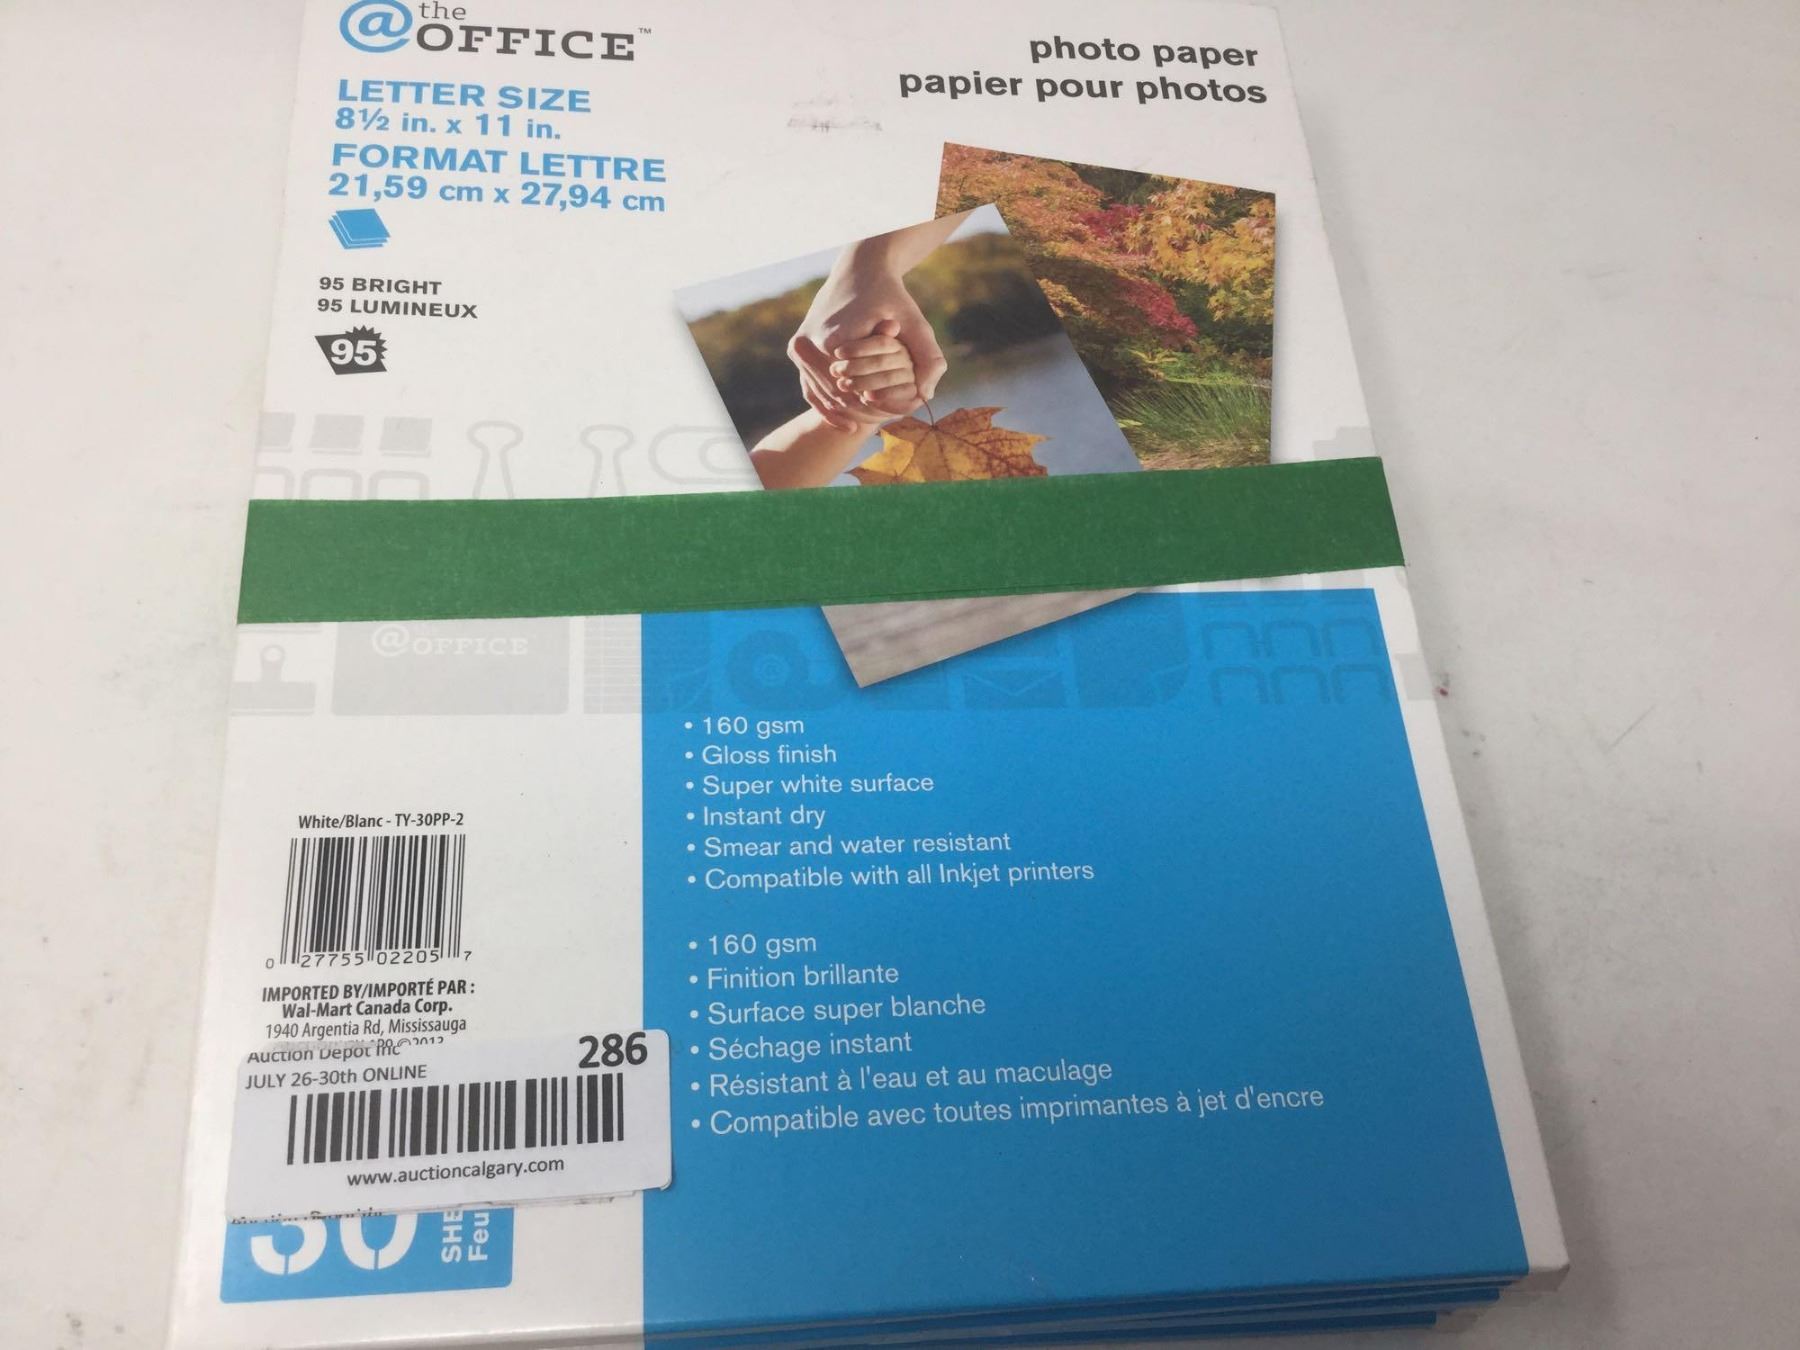 @ the
OFFICE™
photo paper
papier pour photos
LETTER SIZE
8½ in. x 11 in.
FORMAT LETTRE
21,59 cm x 27,94 cm
95 BRIGHT
95 LUMINEUX
95
@OFFICE
• 160 gsm
• Gloss finish
• Super white surface
• Instant dry
• Smear and water resistant
• Compatible with all Inkjet printers
• 160 gsm
• Finition brillante
• Surface super blanche
• Séchage instant
• Résistant à l'eau et au maculage
• Compatible avec toutes imprimantes à jet d'encre
White/Blanc - TY-30PP-2
0 27755 02205 7
IMPORTED BY/IMPORTÉ PAR :
Wal-Mart Canada Corp.
1940 Argentia Rd, Mississauga
©2012
Auction Depot Inc
286
JULY 26-30th ONLINE
www.auctioncalgary.com